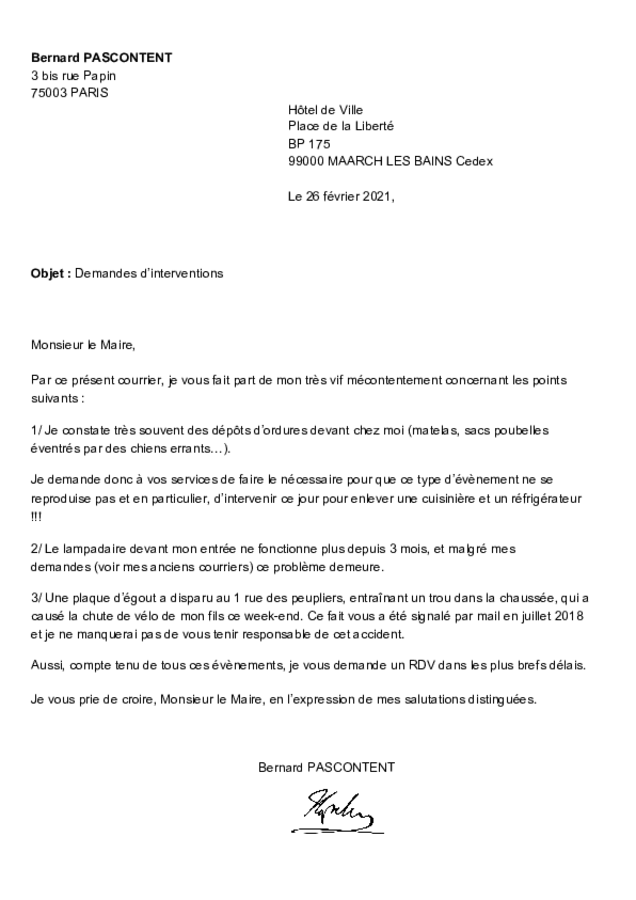 Bernard PASCONTENT
3 bis rue Papin
75003 PARIS
Hôtel de Ville
Place de la Liberté
BP 175
99000 MAARCH LES BAINS Cedex
Le 26 février 2021,
Objet : Demandes d'interventions
Monsieur le Maire,
Par ce présent courrier, je vous fait part de mon très vif mécontentement concernant les points
suivants :
1/ Je constate très souvent des dépôts d'ordures devant chez moi (matelas, sacs poubelles
éventrés par des chiens errants…).
Je demande donc à vos services de faire le nécessaire pour que ce type d'évènement ne se
reproduise pas et en particulier, d'intervenir ce jour pour enlever une cuisinière et un réfrigérateur
!!!
2/ Le lampadaire devant mon entrée ne fonctionne plus depuis 3 mois, et malgré mes
demandes (voir mes anciens courriers) ce problème demeure.
3/ Une plaque d'égout a disparu au 1 rue des peupliers, entraînant un trou dans la chaussée, qui a
causé la chute de vélo de mon fils ce week-end. Ce fait vous a été signalé par mail en juillet 2018
et je ne manquerai pas de vous tenir responsable de cet accident.
Aussi, compte tenu de tous ces évènements, je vous demande un RDV dans les plus brefs délais.
Je vous prie de croire, Monsieur le Maire, en l'expression de mes salutations distinguées.
Bernard PASCONTENT